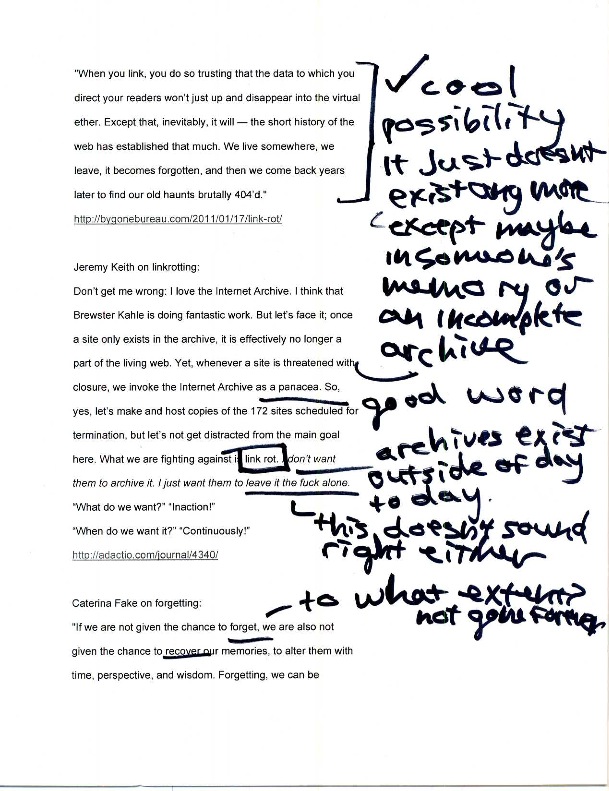 "When you link, you do so trusting that the data to which you
direct your readers won't just up and disappear into the virtual
ether. Except that, inevitably, it will — the short history of the
web has established that much. We live somewhere, we
leave, it becomes forgotten, and then we come back years
later to find our old haunts brutally 404'd."
http://bygonebureau.com/2011/01/17/link-rot/
✓ cool
possibility
it just doesn't
exist any more
(except maybe
in someone's
memory or
an incomplete
archive
Jeremy Keith on linkrotting:
Don't get me wrong: I love the Internet Archive. I think that
Brewster Kahle is doing fantastic work. But let's face it; once
a site only exists in the archive, it is effectively no longer a
part of the living web. Yet, whenever a site is threatened with
closure, we invoke the Internet Archive as a panacea. So,
yes, let's make and host copies of the 172 sites scheduled for
termination, but let's not get distracted from the main goal
here. What we are fighting against is link rot. I don't want
them to archive it. I just want them to leave it the fuck alone.
"What do we want?" "Inaction!"
"When do we want it?" "Continuously!"
http://adactio.com/journal/4340/
good word
archives exist
outside of day
to day.
this doesn't sound
right either
Caterina Fake on forgetting:
"If we are not given the chance to forget, we are also not
given the chance to recover our memories, to alter them with
time, perspective, and wisdom. Forgetting, we can be
to what extent?
not gone forever